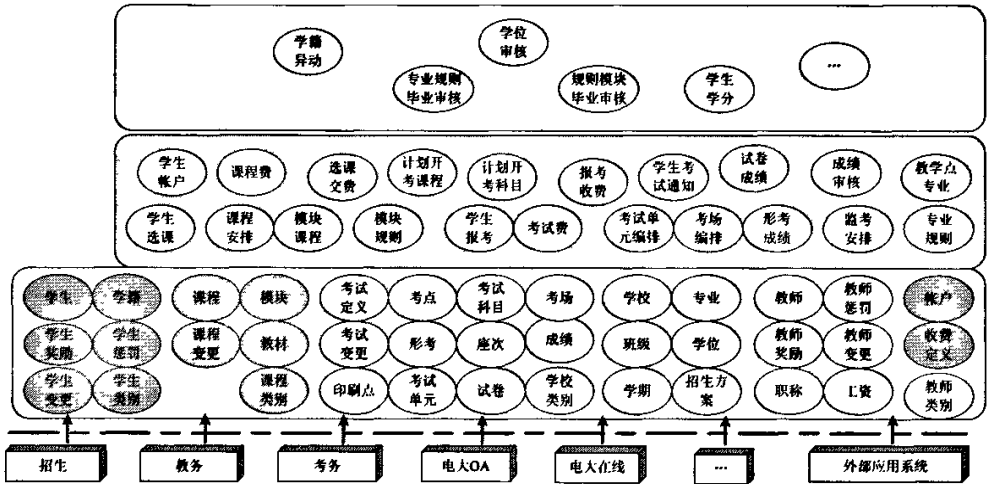 学籍
异动
学位
审核
…
专业规则
毕业审核
规则模块
毕业审核
学生
学分
学生
帐户
课程费
选课
交费
计划开
考课程
计划开
考科目
报考
收费
学生考
试通知
试卷
成绩
成绩
审核
教学点
专业
学生
选课
课程
安排
模块
课程
模块
规则
学生
报考
考试费
考试单
元编排
考场
编排
形考
成绩
监考
安排
专业
规则
学生
学籍
课程
模块
考试
定义
考点
考试
科目
考场
学校
专业
教师
教师
惩罚
帐户
学生
奖励
学生
惩罚
课程
变更
教材
考试
变更
形考
座次
成绩
班级
学位
教师
奖励
教师
变更
收费
定义
学生
变更
学生
类别
课程
类别
印刷点
考试
单元
试卷
学校
类别
学期
招生方
案
职称
工资
教师
类别
招生
教务
考务
电大OA
电大在线
…
外部应用系统